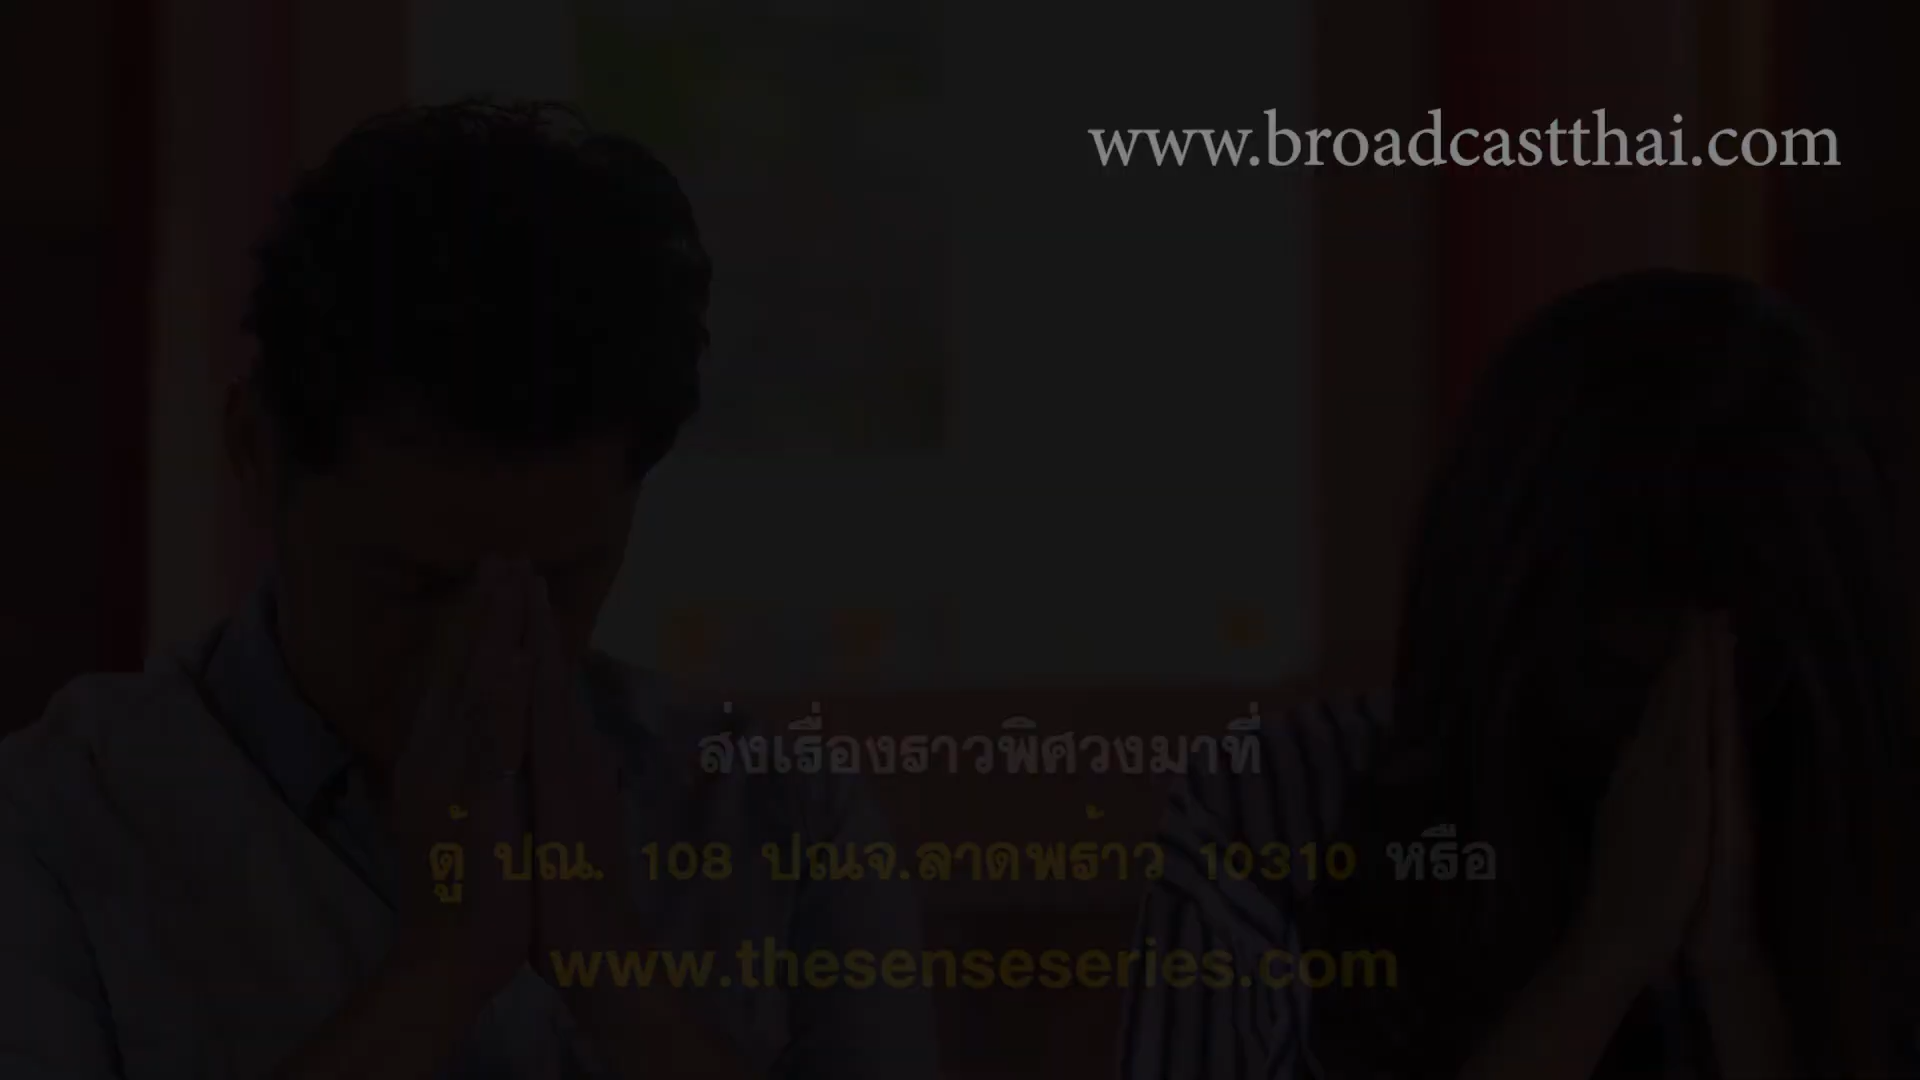 www.broadcastthai.com
ส่งเรื่องราวพิศวงมาที่
ตู้ ปณ. 108 ปณจ.ลาดพร้าว 10310 หรือ
www.thesenseseries.com